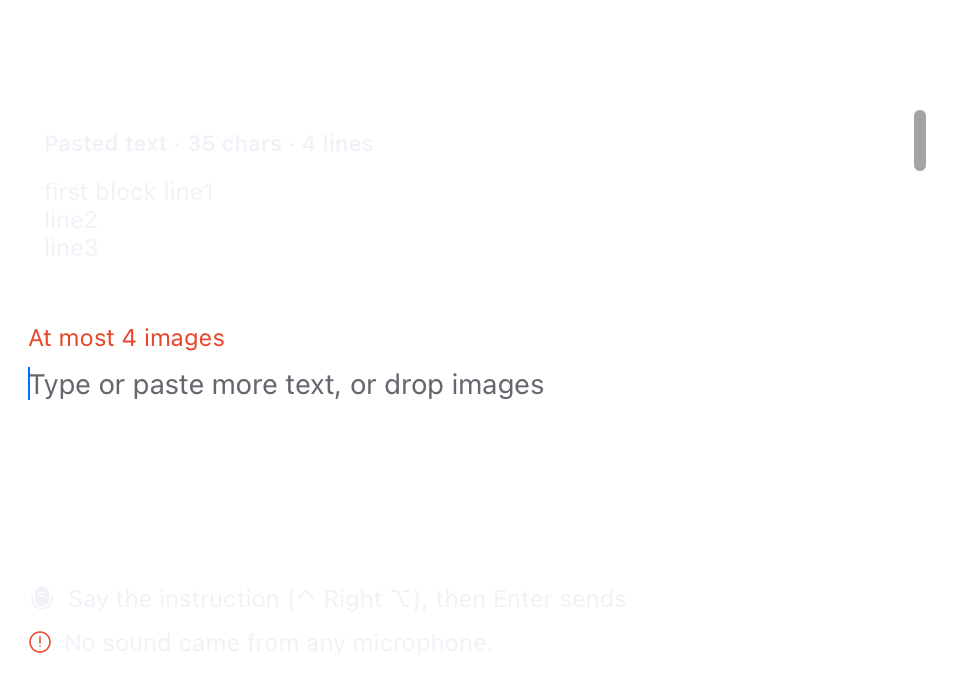 Pasted text · 35 chars · 4 lines
first block line1
line2
line3
At most 4 images
Type or paste more text, or drop images
Say the instruction (^ Right ⌥), then Enter sends
No sound came from any microphone.